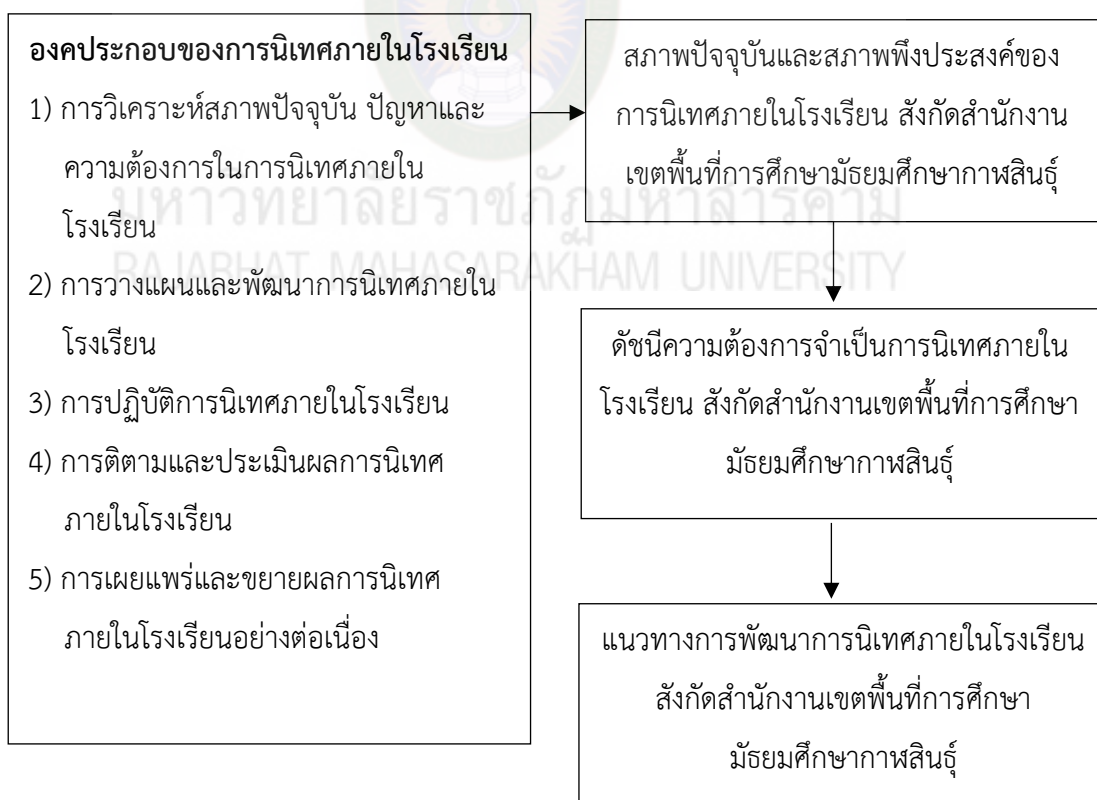 องคประกอบของการนิเทศภายในโรงเรียน
1) การวิเคราะห์สภาพปัจจุบัน ปัญหาและ
ความต้องการในการนิเทศภายใน
โรงเรียน
2) การวางแผนและพัฒนาการนิเทศภายใน
โรงเรียน
3) การปฏิบัติการนิเทศภายในโรงเรียน
4) การติตามและประเมินผลการนิเทศ
ภายในโรงเรียน
5) การเผยแพร่และขยายผลการนิเทศ
ภายในโรงเรียนอย่างต่อเนื่อง
สภาพปัจจุบันและสภาพพึงประสงค์ของ
การนิเทศภายในโรงเรียน สังกัดสำนักงาน
เขตพื้นที่การศึกษามัธยมศึกษากาฬสินธุ์
ดัชนีความต้องการจำเป็นการนิเทศภายใน
โรงเรียน สังกัดสำนักงานเขตพื้นที่การศึกษา
มัธยมศึกษากาฬสินธุ์
แนวทางการพัฒนาการนิเทศภายในโรงเรียน
สังกัดสำนักงานเขตพื้นที่การศึกษา
มัธยมศึกษากาฬสินธุ์
มหาวิทยาลัยราชภัฏมหาสารคาม
RAJABHAT MAHASARAKHAM UNIVERSITY